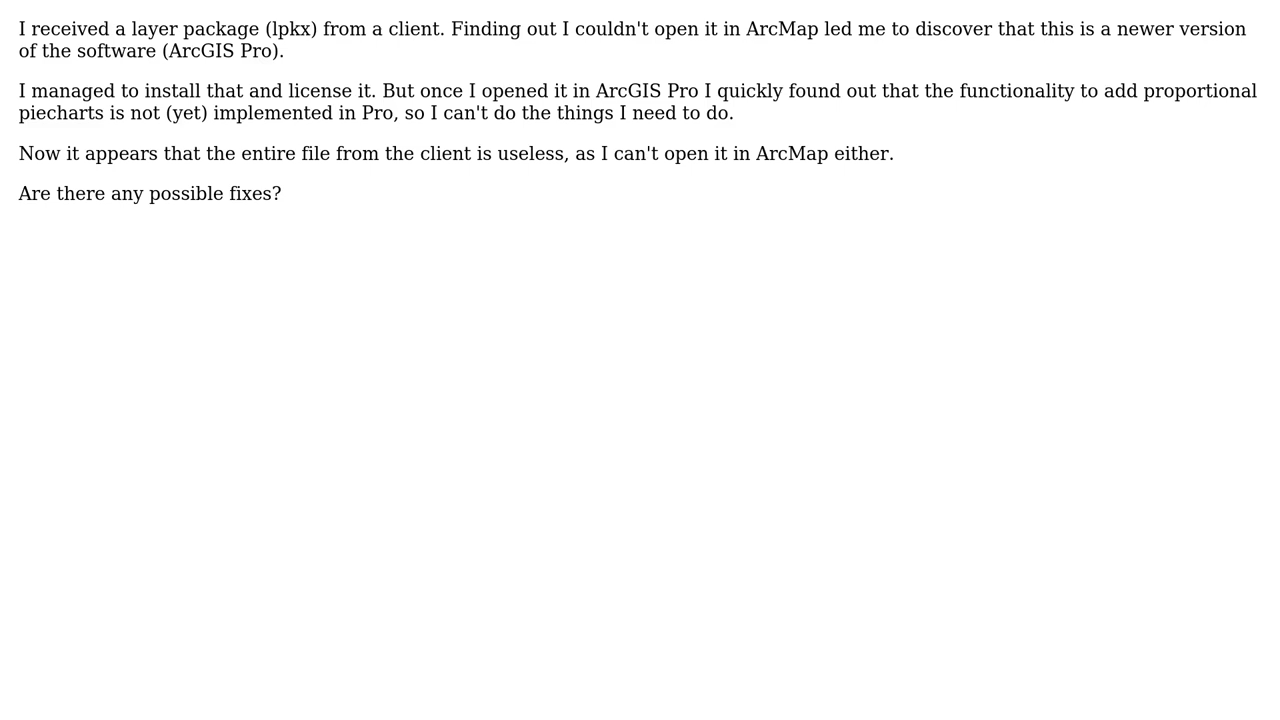 I received a layer package (lpkx) from a client. Finding out I couldn't open it in ArcMap led me to discover that this is a newer version
of the software (ArcGIS Pro).
I managed to install that and license it. But once I opened it in ArcGIS Pro I quickly found out that the functionality to add proportional
piecharts is not (yet) implemented in Pro, so I can't do the things I need to do.
Now it appears that the entire file from the client is useless, as I can't open it in ArcMap either.
Are there any possible fixes?